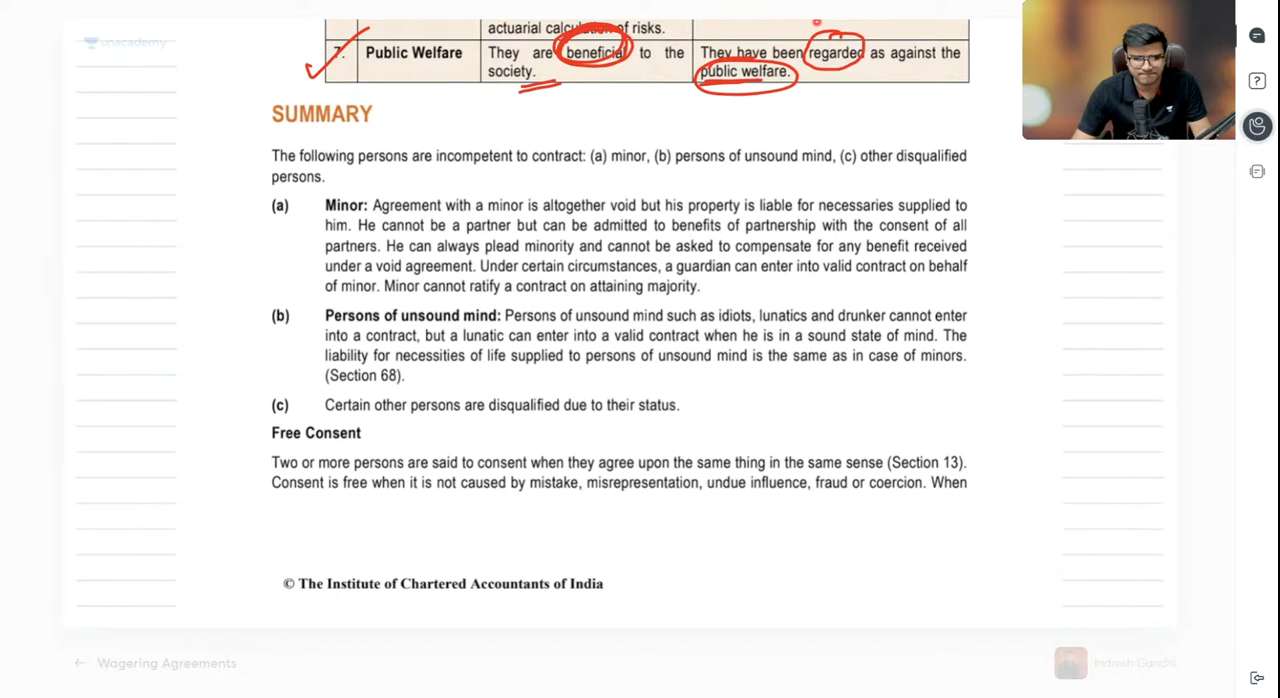 actuarial calculation of risks.
unacademy
7. Public Welfare They are beneficial to the They have been regarded as against the
society. public welfare.
SUMMARY
The following persons are incompetent to contract: (a) minor, (b) persons of unsound mind, (c) other disqualified
persons.
(a) Minor: Agreement with a minor is altogether void but his property is liable for necessaries supplied to
him. He cannot be a partner but can be admitted to benefits of partnership with the consent of all
partners. He can always plead minority and cannot be asked to compensate for any benefit received
under a void agreement. Under certain circumstances, a guardian can enter into valid contract on behalf
of minor. Minor cannot ratify a contract on attaining majority.
(b) Persons of unsound mind: Persons of unsound mind such as idiots, lunatics and drunker cannot enter
into a contract, but a lunatic can enter into a valid contract when he is in a sound state of mind. The
liability for necessities of life supplied to persons of unsound mind is the same as in case of minors.
(Section 68).
(c) Certain other persons are disqualified due to their status.
Free Consent
Two or more persons are said to consent when they agree upon the same thing in the same sense (Section 13).
Consent is free when it is not caused by mistake, misrepresentation, undue influence, fraud or coercion. When
© The Institute of Chartered Accountants of India
← Wagering Agreements
Indresh Gandhi